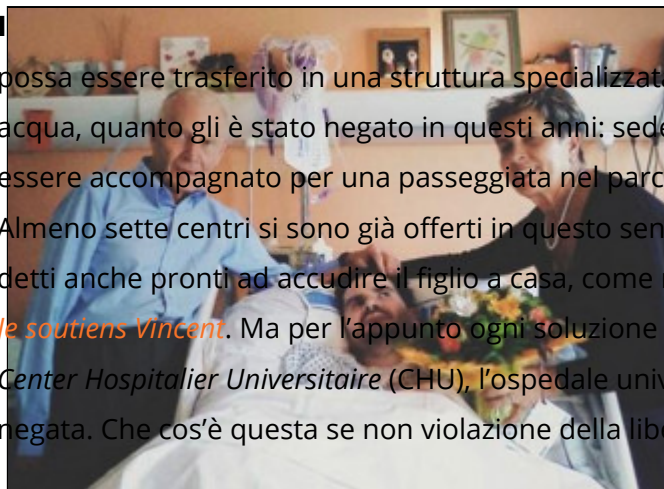 possa essere trasferito in una struttura specializzata
acqua, quanto gli è stato negato in questi anni: sede
essere accompagnato per una passeggiata nel parc
Almeno sette centri si sono già offerti in questo sen
detti anche pronti ad accudire il figlio a casa, come
Je soutiens Vincent. Ma per l'appunto ogni soluzione
Center Hospitalier Universitaire (CHU), l'ospedale univ
negata. Che cos'è questa se non violazione della libe